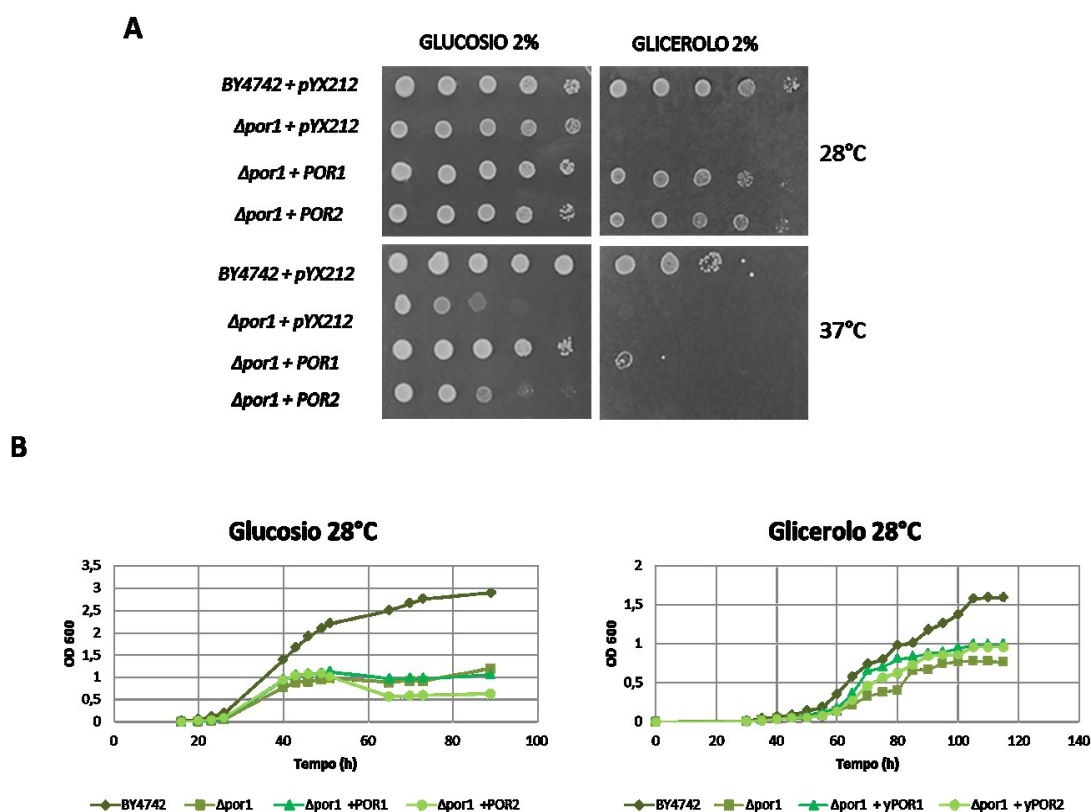 A
GLUCOSIO 2%
GLICEROLO 2%
BY4742 + pYX212
Δpor1 + pYX212
Δpor1 + POR1
Δpor1 + POR2
28°C
BY4742 + pYX212
Δpor1 + pYX212
Δpor1 + POR1
Δpor1 + POR2
37°C
B
Glucosio 28°C
3,5
3
2,5
2
1,5
1
0,5
0
OD 600
0 20 40 60 80 100
Tempo (h)
BY4742 Δpor1 Δpor1 +POR1 Δpor1 +POR2
Glicerolo 28°C
2
1,5
1
0,5
0
OD 600
0 20 40 60 80 100 120 140
Tempo (h)
BY4742 Δpor1 Δpor1 + yPOR1 Δpor1 + yPOR2